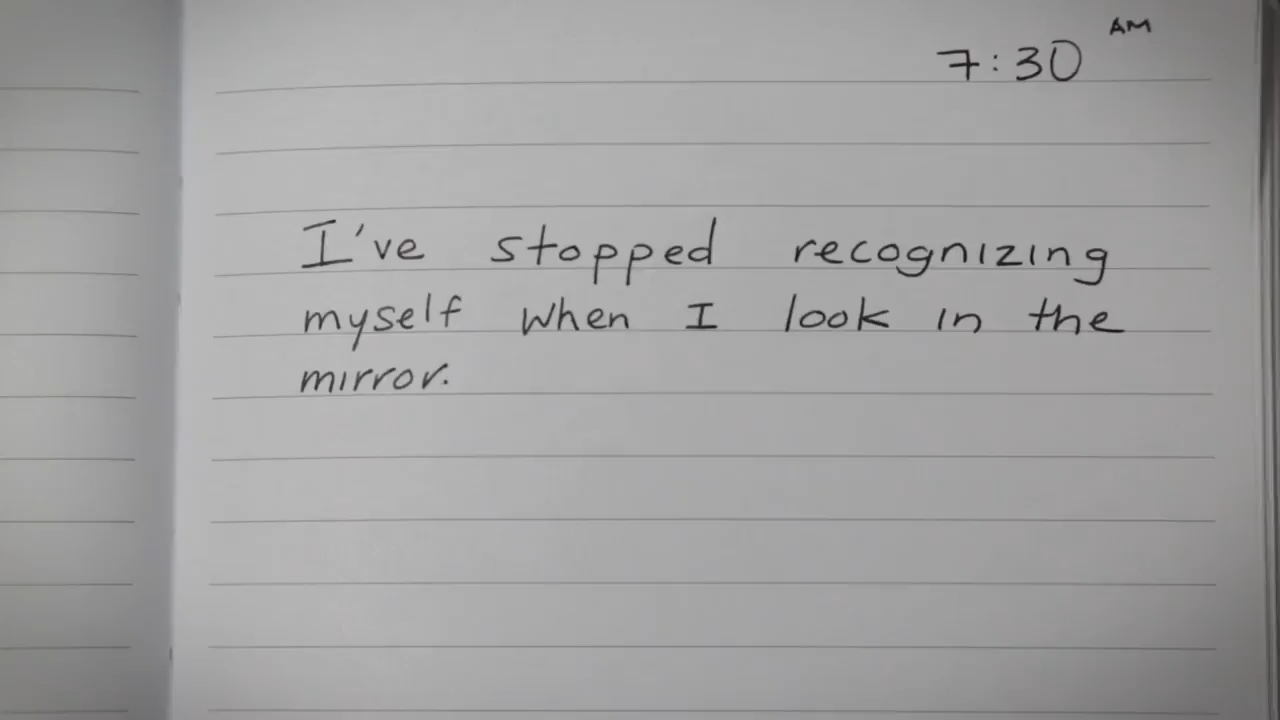 AM
7:30
I've stopped recognizing
myself when I look in the
mirror.